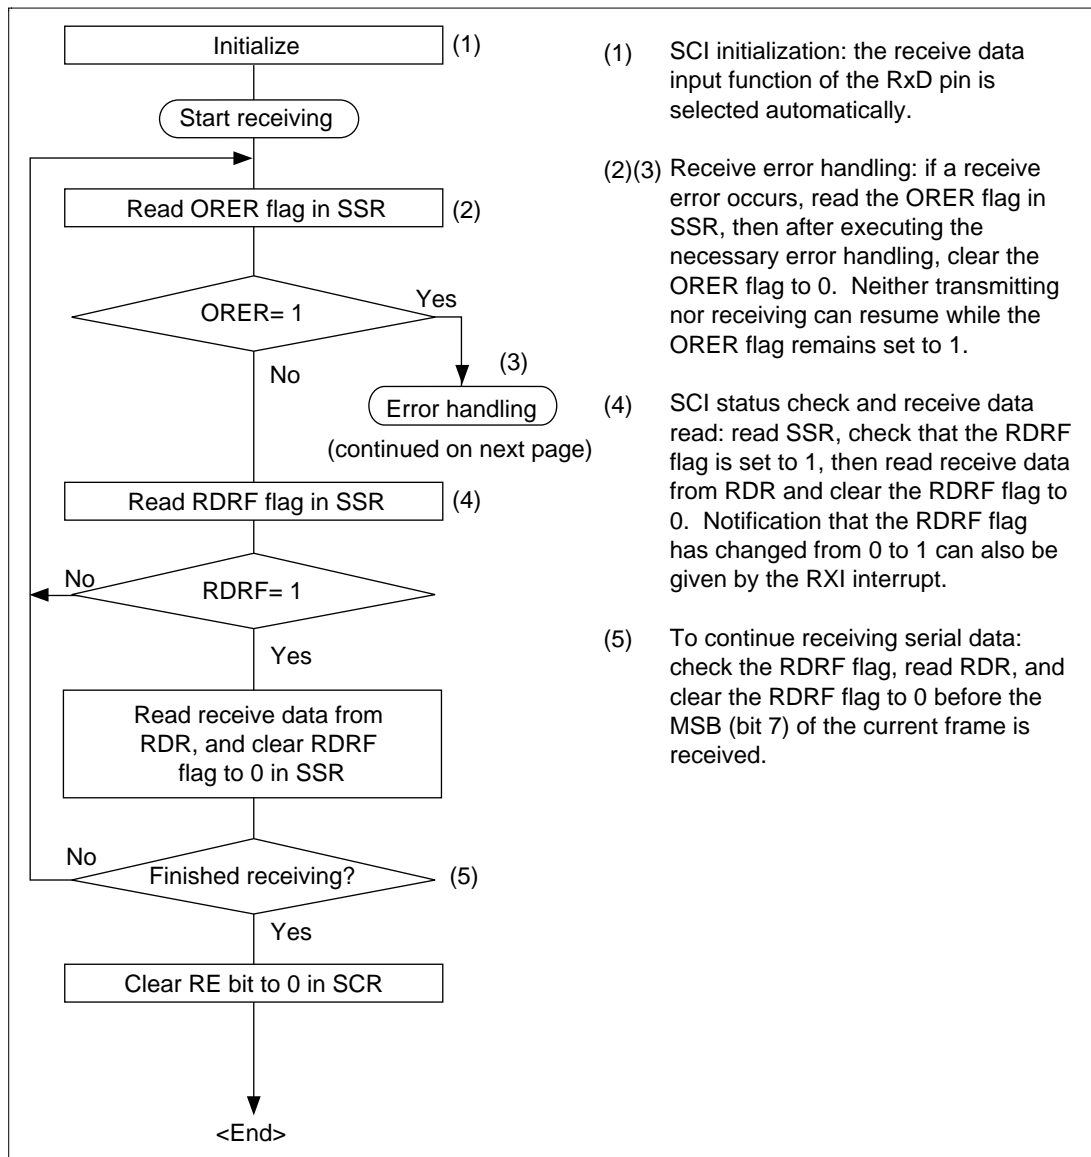 Initialize
(1)
Start receiving
Read ORER flag in SSR
(2)
ORER= 1
Yes
No
(3)
Error handling
(continued on next page)
Read RDRF flag in SSR
(4)
No
RDRF= 1
Yes
Read receive data from
RDR, and clear RDRF
flag to 0 in SSR
No
Finished receiving?
(5)
Yes
Clear RE bit to 0 in SCR
<End>
(1) SCI initialization: the receive data
input function of the RxD pin is
selected automatically.
(2)(3) Receive error handling: if a receive
error occurs, read the ORER flag in
SSR, then after executing the
necessary error handling, clear the
ORER flag to 0. Neither transmitting
nor receiving can resume while the
ORER flag remains set to 1.
(4) SCI status check and receive data
read: read SSR, check that the RDRF
flag is set to 1, then read receive data
from RDR and clear the RDRF flag to
0. Notification that the RDRF flag
has changed from 0 to 1 can also be
given by the RXI interrupt.
(5) To continue receiving serial data:
check the RDRF flag, read RDR, and
clear the RDRF flag to 0 before the
MSB (bit 7) of the current frame is
received.